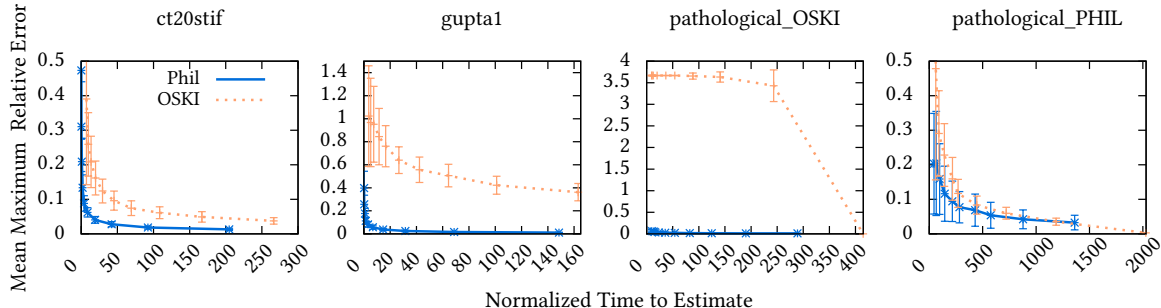 ct20stif
gupta1
pathological_OSKI
pathological_PHIL
Mean Maximum Relative Error
0.5
0.4
0.3
0.2
0.1
0
Phil
OSKI
0 50 100 150 200 250 300
1.4
1.2
1
0.8
0.6
0.4
0.2
0
0 20 40 60 80 100 120 140 160
4
3.5
3
2.5
2
1.5
1
0.5
0
0 50 100 150 200 250 300 350 400
0.5
0.4
0.3
0.2
0.1
0
0 500 1000 1500 2000
Normalized Time to Estimate